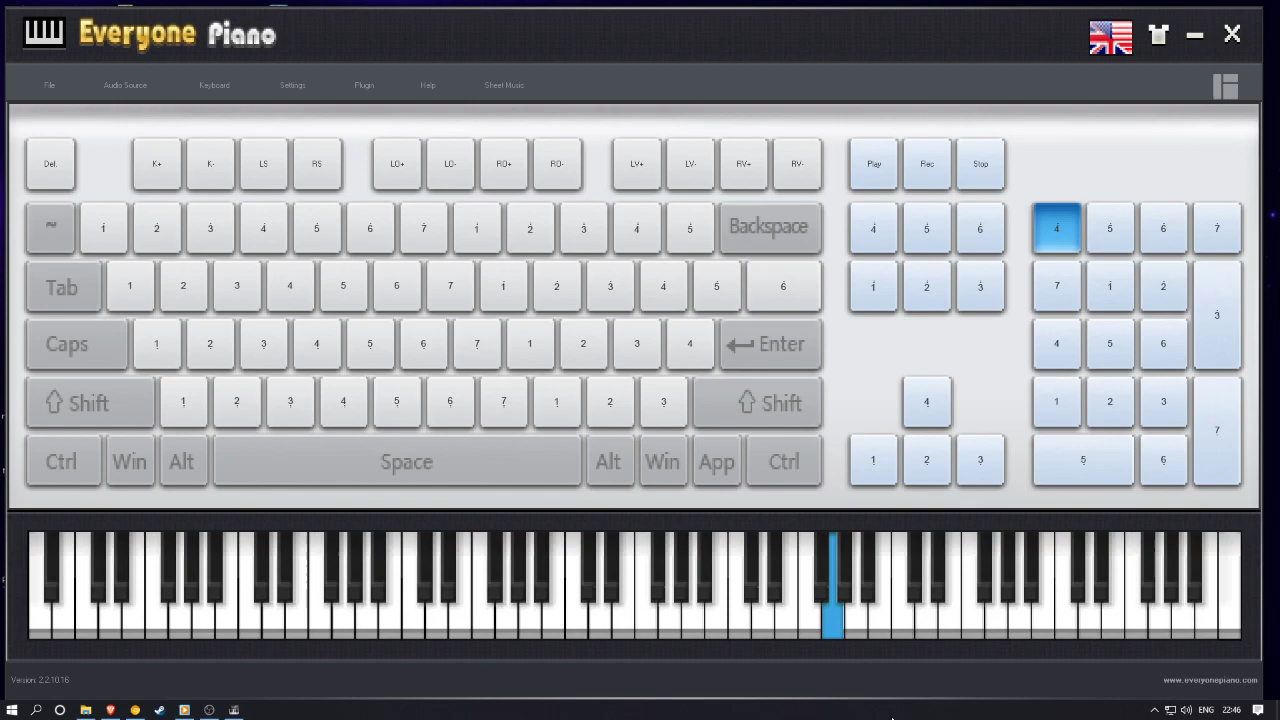 Everyone Piano
File Audio Source Keyboard Settings Plugin Help Sheet Music
Del. K+ K- LS RS LO+ LO- RO+ RO- LV+ LV- RV+ RV- Play Rec Stop
~ 1 2 3 4 5 6 7 1 2 3 4 5 Backspace 4 5 6 4 5 6 7
Tab 1 2 3 4 5 6 7 1 2 3 4 5 6 1 2 3 7 1 2 3
Caps 1 2 3 4 5 6 7 1 2 3 4 Enter 4 5 6
Shift 1 2 3 4 5 6 7 1 2 3 Shift 4 1 2 3 7
Ctrl Win Alt Space Alt Win App Ctrl 1 2 3 5 6
Version: 2.2.10.16 www.everyonepiano.com
ENG 22:46